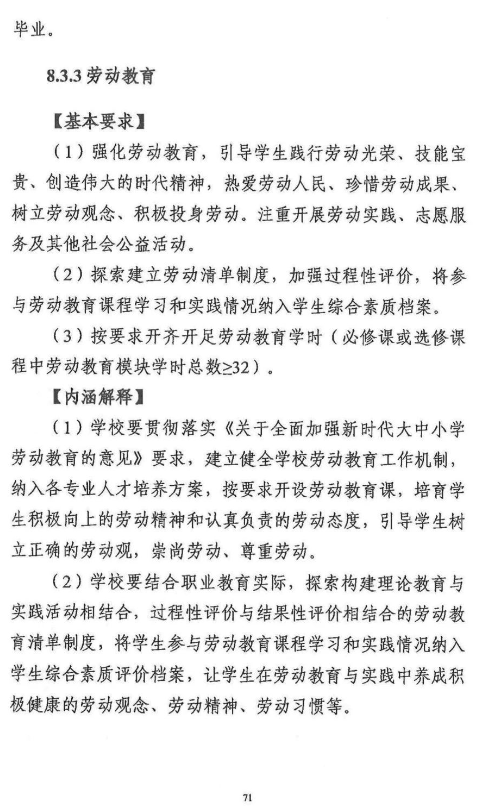 毕业。
8.3.3 劳动教育
【基本要求】
（1）强化劳动教育，引导学生践行劳动光荣、技能宝
贵、创造伟大的时代精神，热爱劳动人民、珍惜劳动成果、
树立劳动观念、积极投身劳动。注重开展劳动实践、志愿服
务及其他社会公益活动。
（2）探索建立劳动清单制度，加强过程性评价，将参
与劳动教育课程学习和实践情况纳入学生综合素质档案。
（3）按要求开齐开足劳动教育学时（必修课或选修课
程中劳动教育模块学时总数≥32）。
【内涵解释】
（1）学校要贯彻落实《关于全面加强新时代大中小学
劳动教育的意见》要求，建立健全学校劳动教育工作机制，
纳入各专业人才培养方案，按要求开设劳动教育课，培育学
生积极向上的劳动精神和认真负责的劳动态度，引导学生树
立正确的劳动观，崇尚劳动、尊重劳动。
（2）学校要结合职业教育实际，探索构建理论教育与
实践活动相结合，过程性评价与结果性评价相结合的劳动教
育清单制度，将学生参与劳动教育课程学习和实践情况纳入
学生综合素质评价档案，让学生在劳动教育与实践中养成积
极健康的劳动观念、劳动精神、劳动习惯等。
71